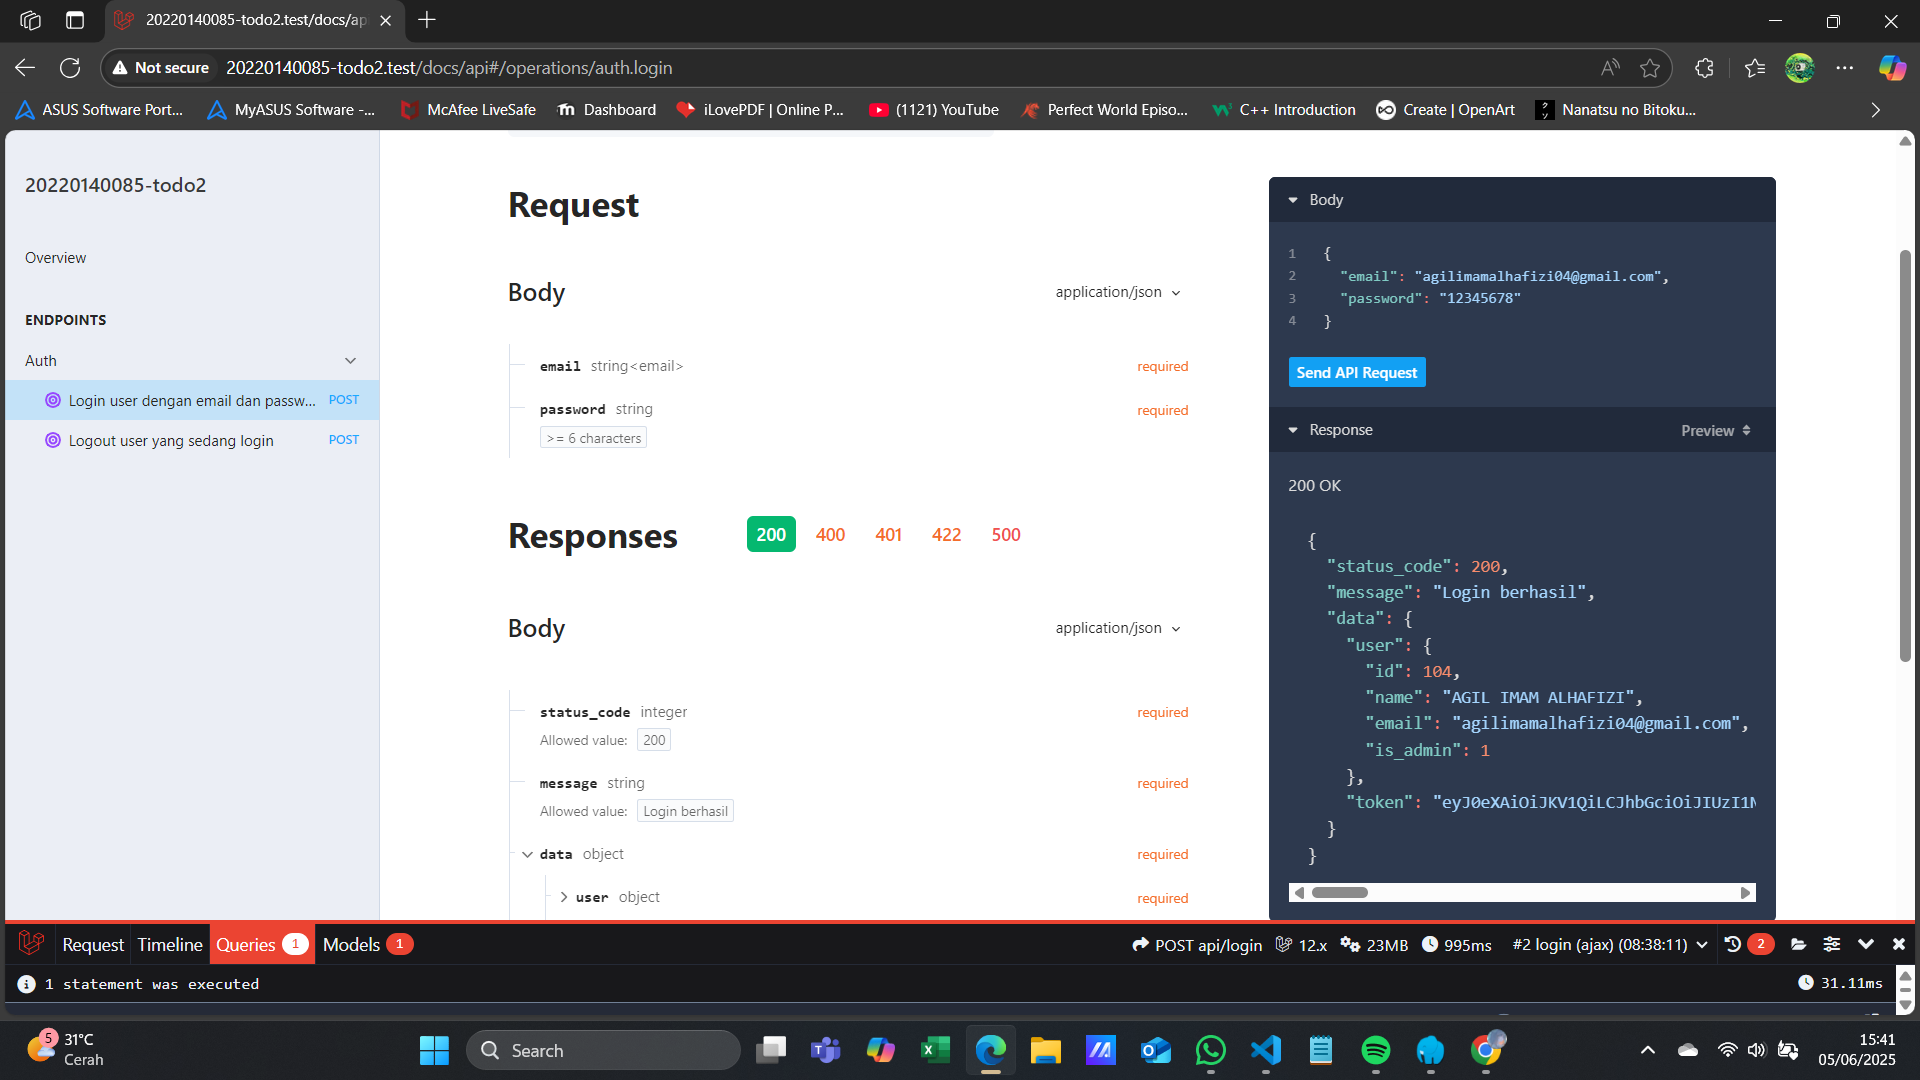 20220140085-todo2.test/docs/ap
Not secure
20220140085-todo2.test/docs/api#/operations/auth.login
ASUS Software Port...
MyASUS Software -...
McAfee LiveSafe
Dashboard
iLovePDF | Online P...
(1121) YouTube
Perfect World Episo...
C++ Introduction
Create | OpenArt
Nanatsu no Bitoku...
20220140085-todo2
Overview
ENDPOINTS
Auth
Login user dengan email dan passw... POST
Logout user yang sedang login POST
Request
Body application/json
email string<email> required
password string required
>= 6 characters
Responses 200 400 401 422 500
Body application/json
status_code integer required
Allowed value: 200
message string required
Allowed value: Login berhasil
data object required
user object required
Body
1 {
2 "email": "agilimamalhafizi04@gmail.com",
3 "password": "12345678"
4 }
Send API Request
Response Preview
200 OK
{
"status_code": 200,
"message": "Login berhasil",
"data": {
"user": {
"id": 104,
"name": "AGIL IMAM ALHAFIZI",
"email": "agilimamalhafizi04@gmail.com",
"is_admin": 1
},
"token": "eyJ0eXAiOiJKV1QiLCJhbGciOiJIUzI1N
}
}
Request Timeline Queries 1 Models 1 POST api/login 12.x 23MB 995ms #2 login (ajax) (08:38:11) 2
1 statement was executed 31.11ms
5
31°C
Cerah
Search
15:41
05/06/2025